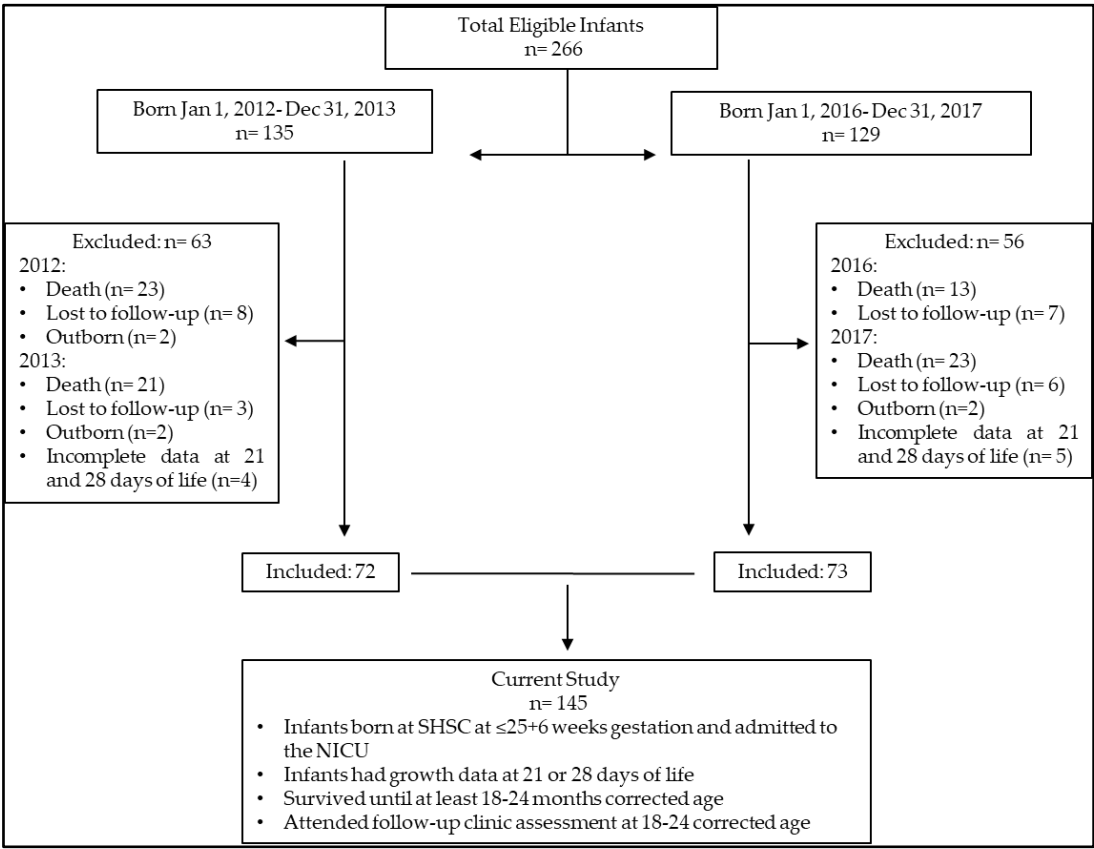 Total Eligible Infants
n= 266
Born Jan 1, 2012- Dec 31, 2013
n= 135
Born Jan 1, 2016- Dec 31, 2017
n= 129
Excluded: n= 63
2012:
• Death (n= 23)
• Lost to follow-up (n= 8)
• Outborn (n= 2)
2013:
• Death (n= 21)
• Lost to follow-up (n= 3)
• Outborn (n=2)
• Incomplete data at 21
and 28 days of life (n=4)
Excluded: n= 56
2016:
• Death (n= 13)
• Lost to follow-up (n= 7)
2017:
• Death (n= 23)
• Lost to follow-up (n= 6)
• Outborn (n=2)
• Incomplete data at 21
and 28 days of life (n= 5)
Included: 72
Included: 73
Current Study
n= 145
• Infants born at SHSC at ≤25+6 weeks gestation and admitted to
the NICU
• Infants had growth data at 21 or 28 days of life
• Survived until at least 18-24 months corrected age
• Attended follow-up clinic assessment at 18-24 corrected age